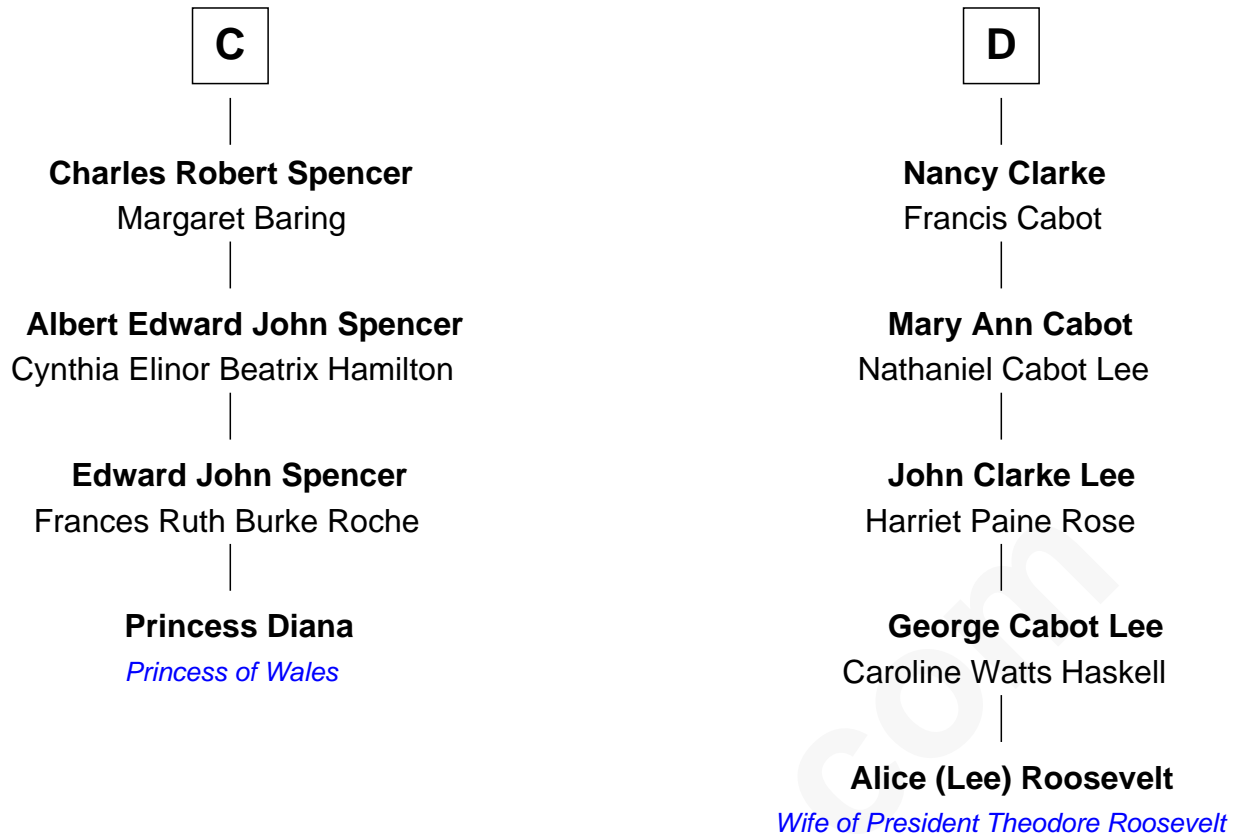 C
Charles Robert Spencer
Margaret Baring
Albert Edward John Spencer
Cynthia Elinor Beatrix Hamilton
Edward John Spencer
Frances Ruth Burke Roche
Princess Diana
Princess of Wales
D
Nancy Clarke
Francis Cabot
Mary Ann Cabot
Nathaniel Cabot Lee
John Clarke Lee
Harriet Paine Rose
George Cabot Lee
Caroline Watts Haskell
Alice (Lee) Roosevelt
Wife of President Theodore Roosevelt
com